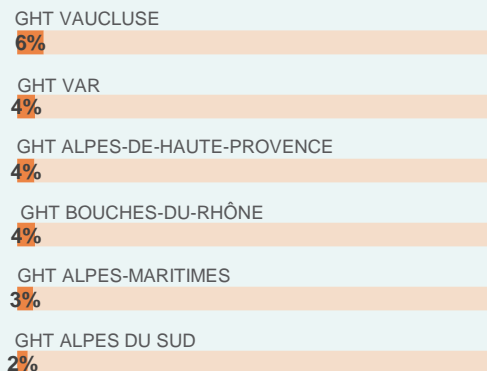 GHT VAUCLUSE
6%
GHT VAR
4%
GHT ALPES-DE-HAUTE-PROVENCE
4%
GHT BOUCHES-DU-RHÔNE
4%
GHT ALPES-MARITIMES
3%
GHT ALPES DU SUD
2%